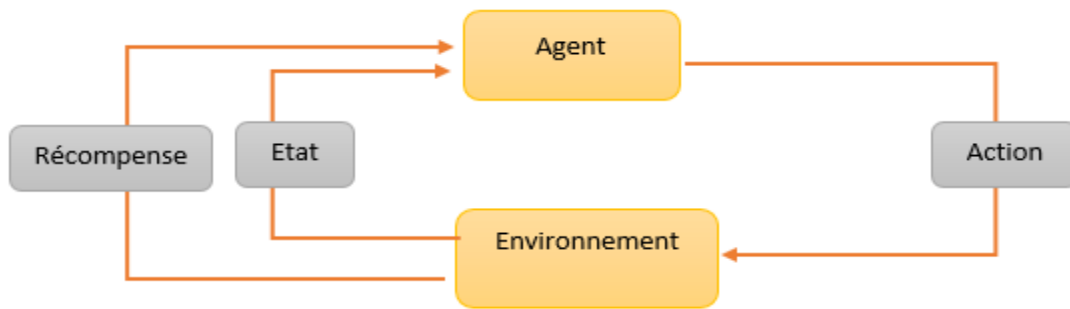 Agent
Récompense
Etat
Action
Environnement